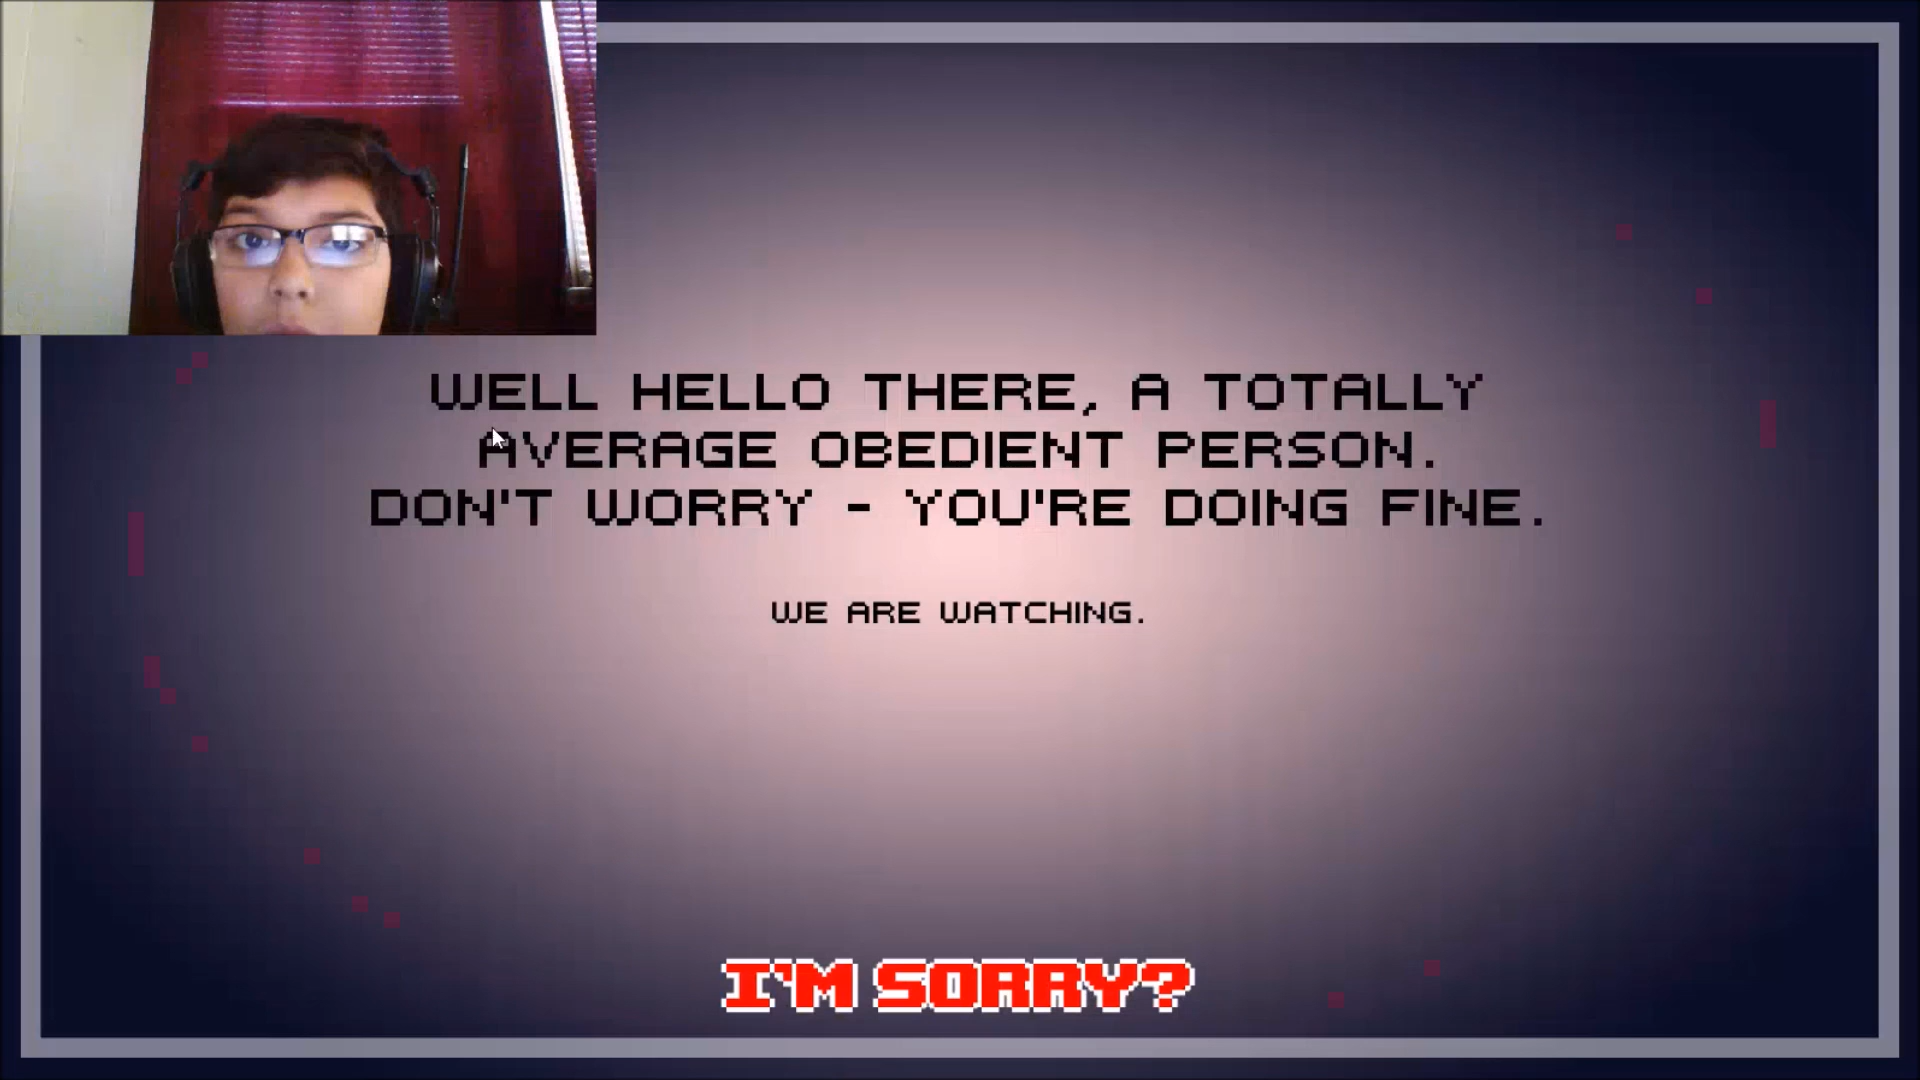 WELL HELLO THERE, A TOTALLY
AVERAGE OBEDIENT PERSON.
DON'T WORRY - YOU'RE DOING FINE.
WE ARE WATCHING.
I'M SORRY?